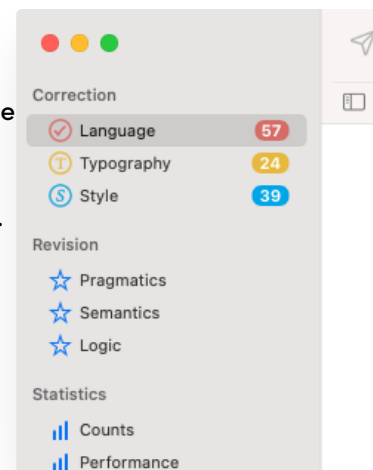 Correction
e
Language 57
Typography 24
Style 39
Revision
Pragmatics
Semantics
Logic
Statistics
Counts
Performance